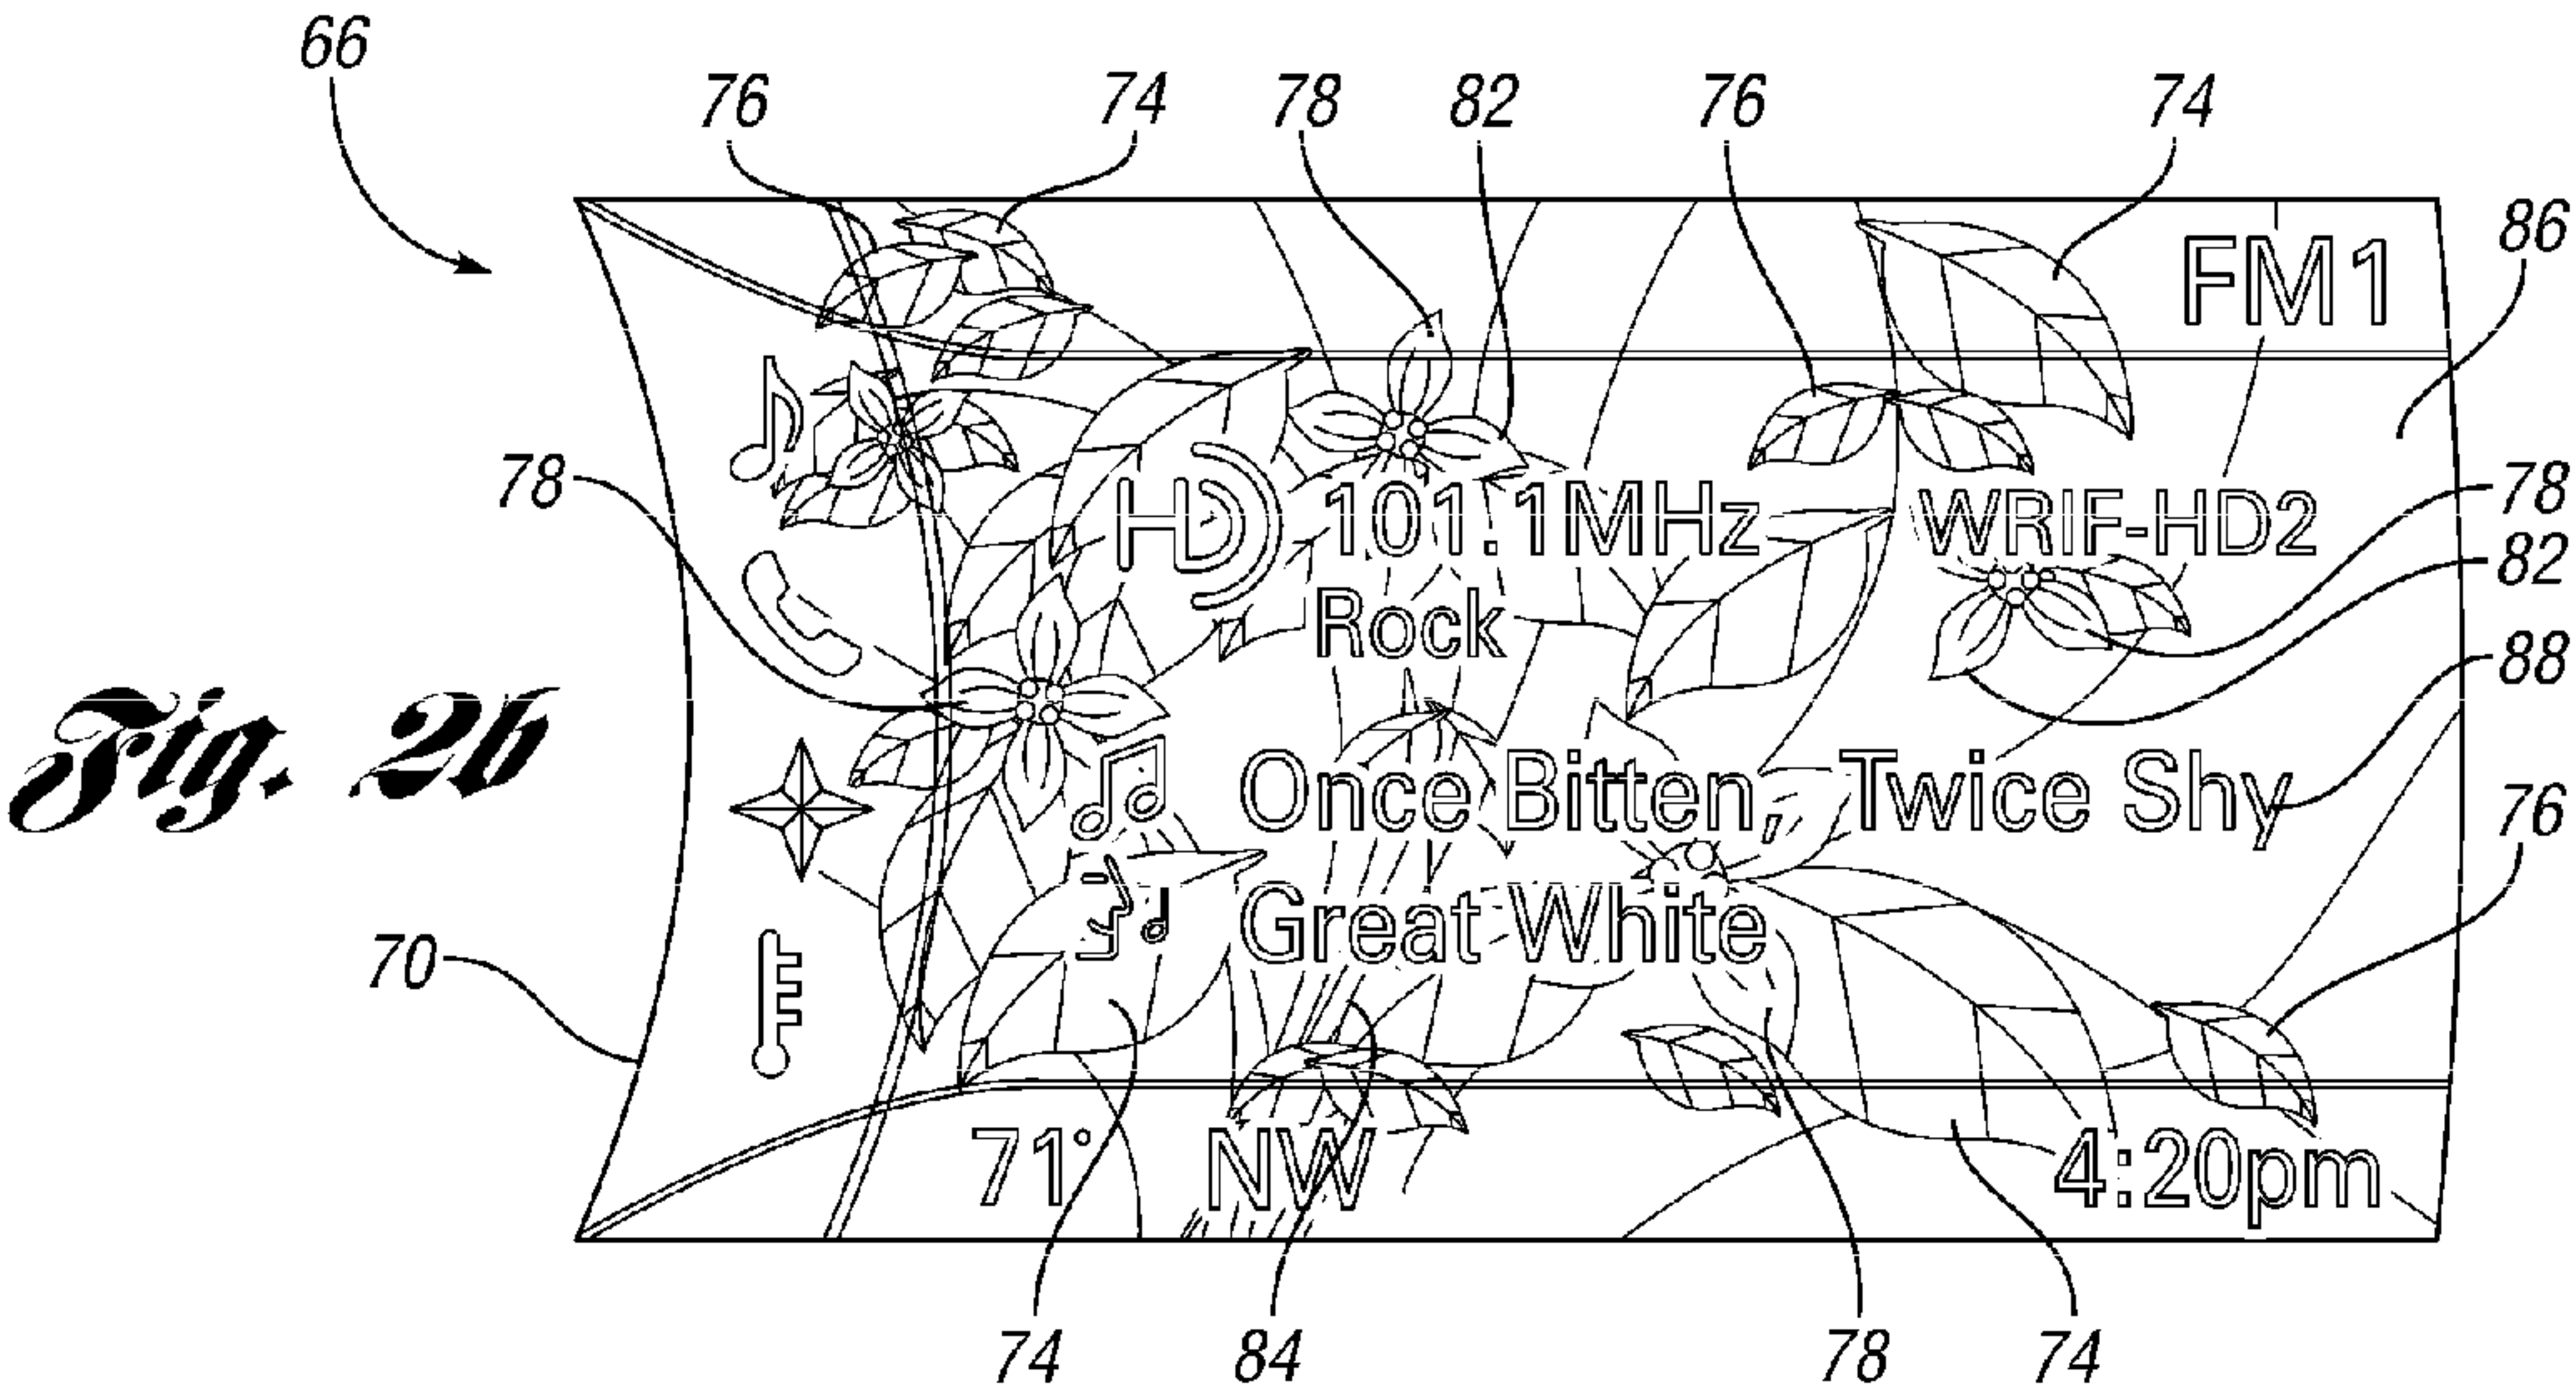 66
76 74 78 82 76 74
FM1
86
HD 101.1MHz WRIF-HD2
78
78
82
Rock
88
Fig. 2b
Once Bitten, Twice Shy
76
Great White
70
71° NW 4:20pm
74 84 78 74